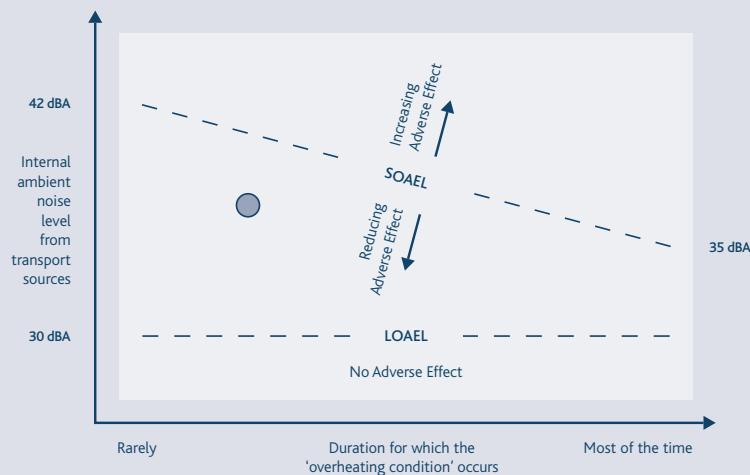 42 dBA
Internal
ambient
noise
level
from
transport
sources
30 dBA
Increasing
Adverse Effect
SOAEL
Reducing
Adverse Effect
35 dBA
LOAEL
No Adverse Effect
Rarely
Duration for which the
'overheating condition' occurs
Most of the time